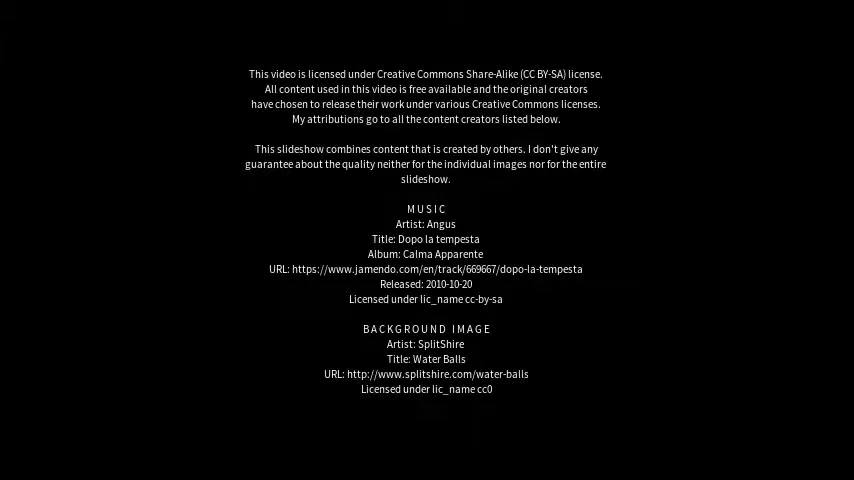 This video is licensed under Creative Commons Share-Alike (CC BY-SA) license.
All content used in this video is free available and the original creators
have chosen to release their work under various Creative Commons licenses.
My attributions go to all the content creators listed below.
This slideshow combines content that is created by others. I don't give any
guarantee about the quality neither for the individual images nor for the entire
slideshow.
MUSIC
Artist: Angus
Title: Dopo la tempesta
Album: Calma Apparente
URL: https://www.jamendo.com/en/track/669667/dopo-la-tempesta
Released: 2010-10-20
Licensed under lic_name cc-by-sa
BACKGROUND IMAGE
Artist: SplitShire
Title: Water Balls
URL: http://www.splitshire.com/water-balls
Licensed under lic_name cc0